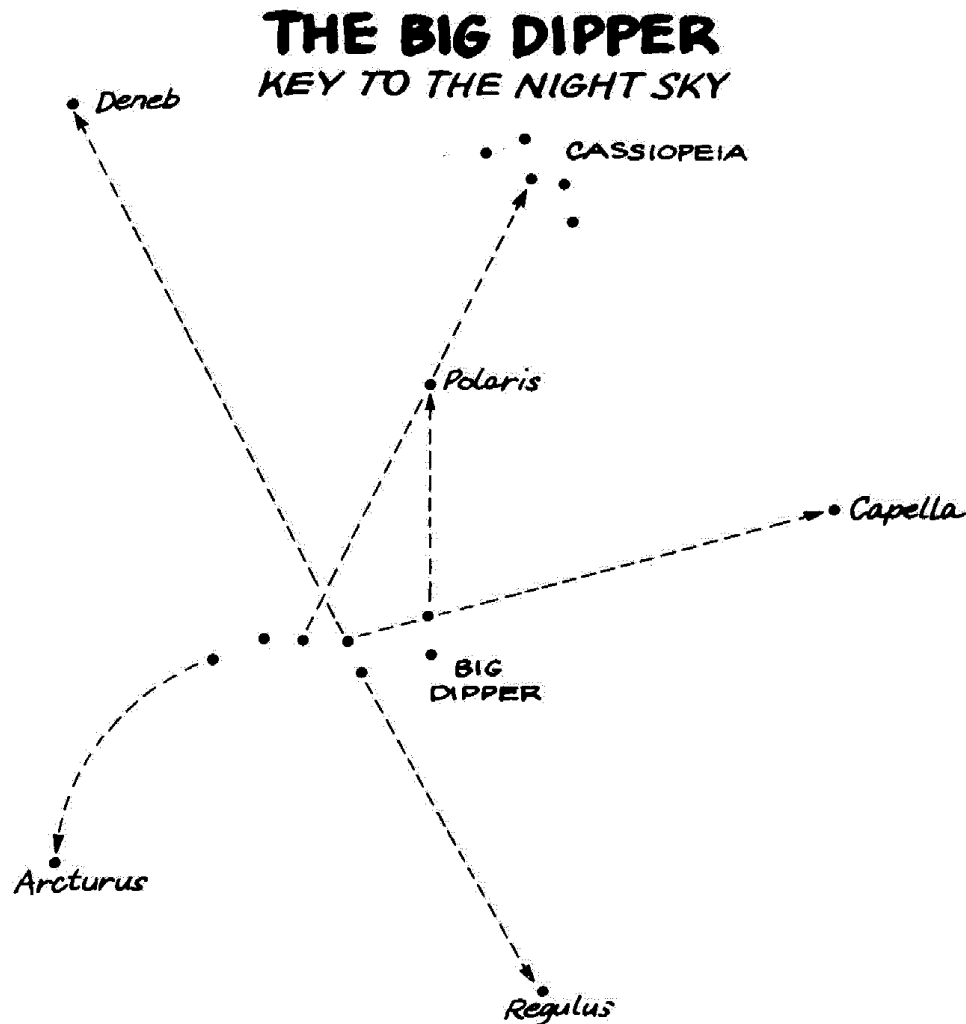 THE BIG DIPPER
KEY TO THE NIGHT SKY
Deneb
CASSIOPEIA
Polaris
Capella
BIG
DIPPER
Arcturus
Regulus